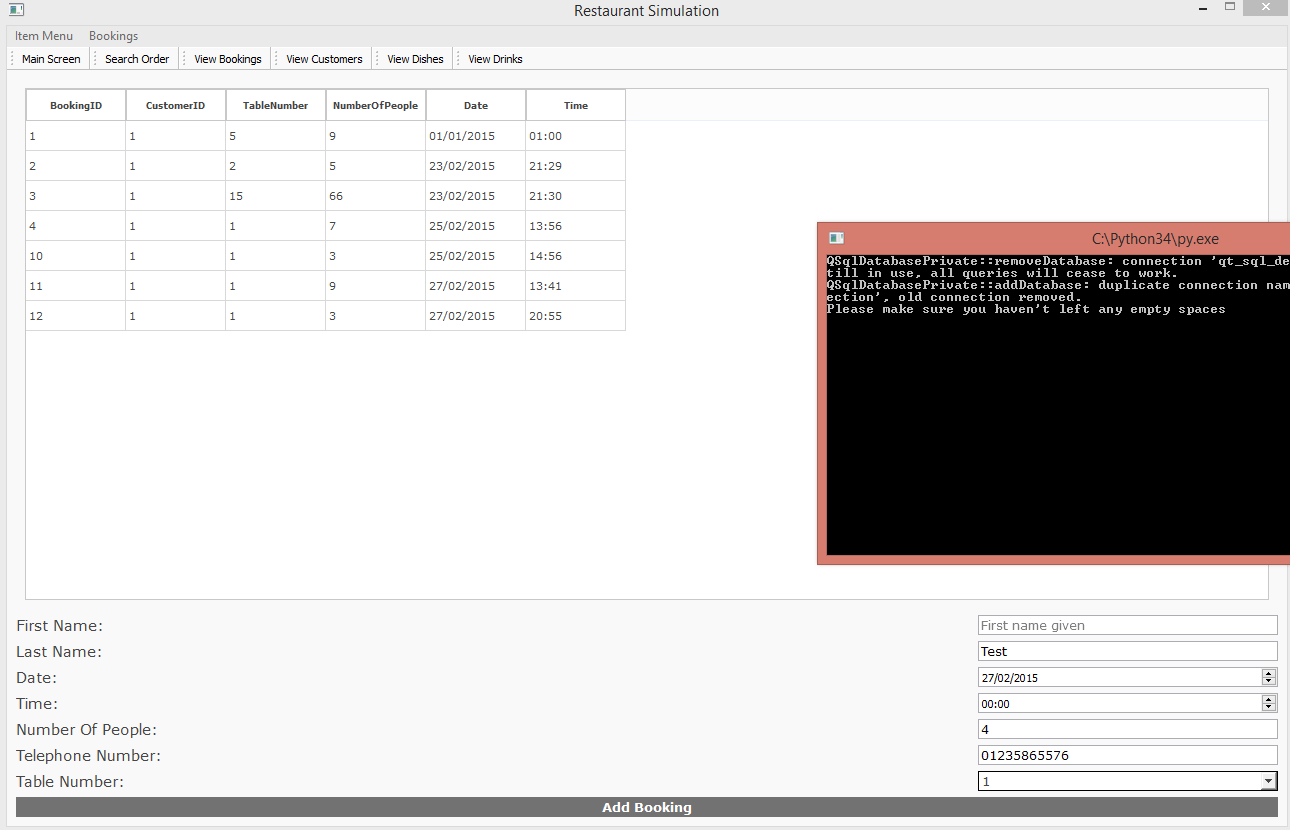 Restaurant Simulation
Item Menu Bookings
Main Screen Search Order View Bookings View Customers View Dishes View Drinks
BookingID CustomerID TableNumber NumberOfPeople Date Time
1 1 5 9 01/01/2015 01:00
2 1 2 5 23/02/2015 21:29
3 1 15 66 23/02/2015 21:30
4 1 1 7 25/02/2015 13:56
10 1 1 3 25/02/2015 14:56
11 1 1 9 27/02/2015 13:41
12 1 1 3 27/02/2015 20:55
C:\Python34\py.exe
QSqlDatabasePrivate::removeDatabase: connection 'qt_sql_de
till in use, all queries will cease to work.
QSqlDatabasePrivate::addDatabase: duplicate connection nam
ection', old connection removed.
Please make sure you haven't left any empty spaces
First Name: First name given
Last Name: Test
Date: 27/02/2015
Time: 00:00
Number Of People: 4
Telephone Number: 01235865576
Table Number: 1
Add Booking